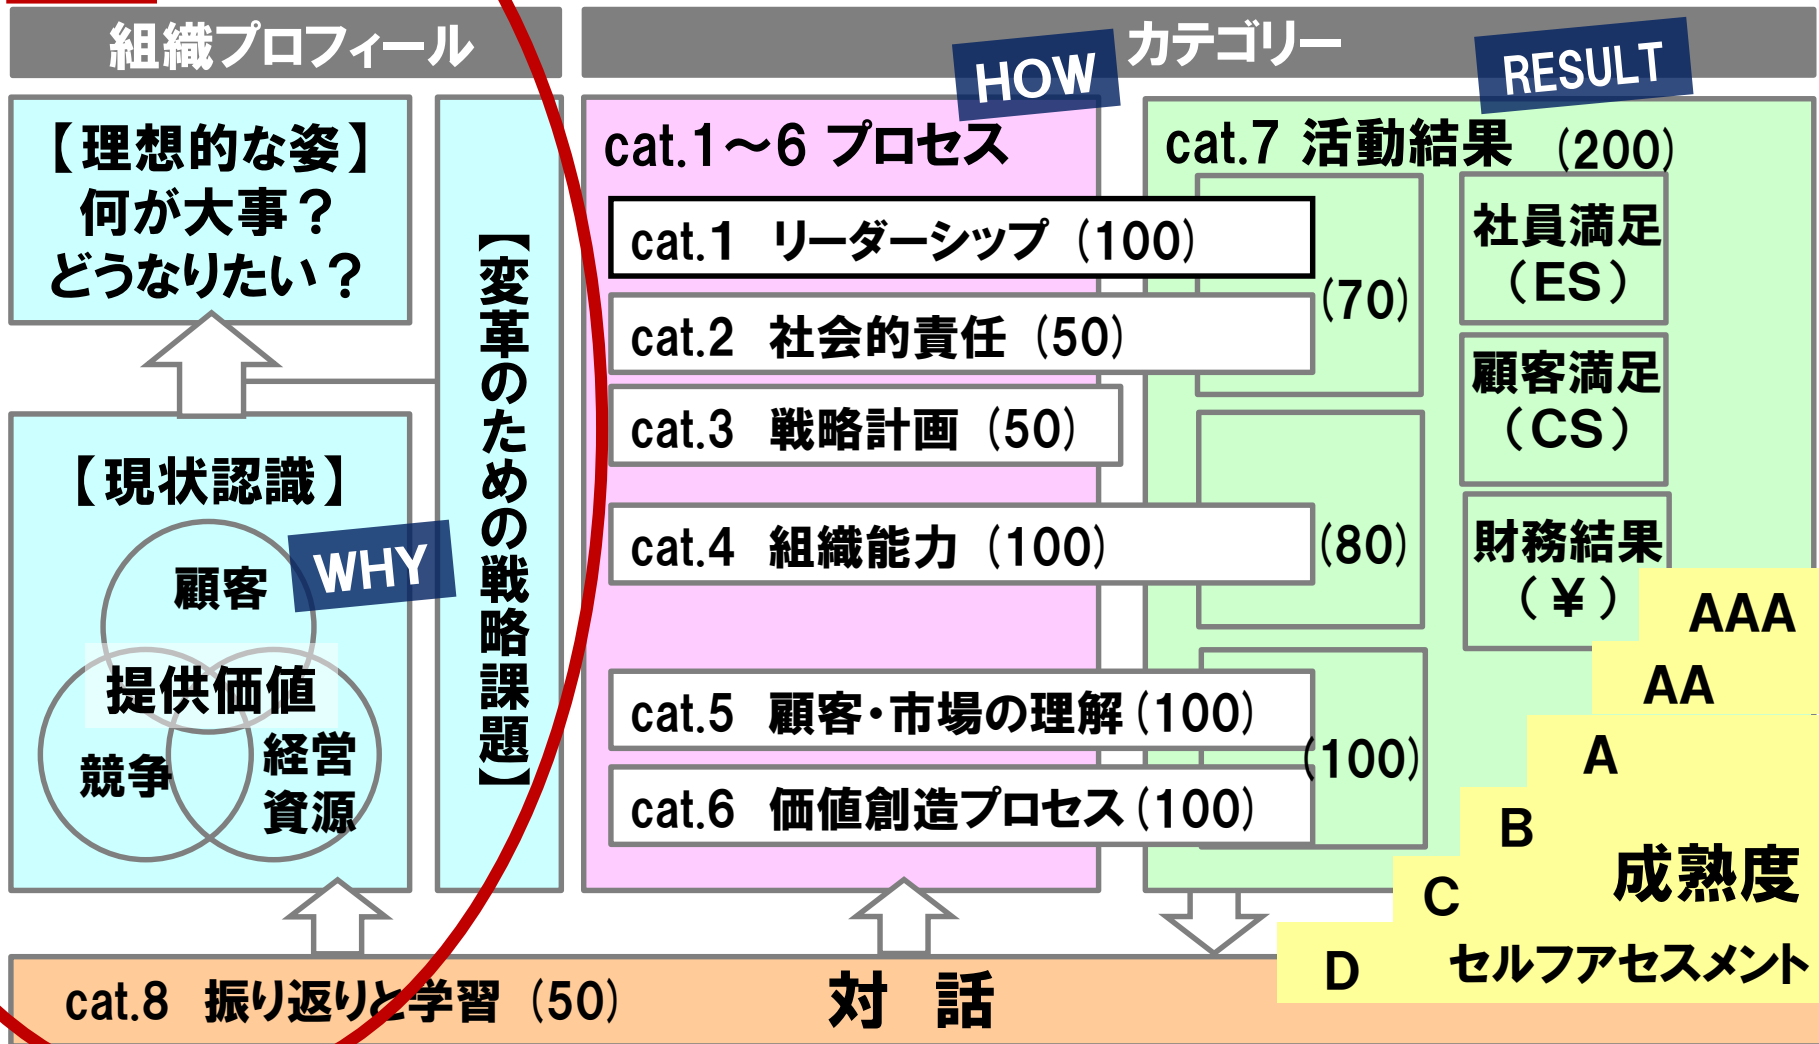 組織プロフィール
カテゴリー
HOW
RESULT
【理想的な姿】
何が大事？
どうなりたい？
【変革のための戦略課題】
【現状認識】
WHY
顧客
提供価値
競争
経営
資源
cat.1～6 プロセス
cat.1 リーダーシップ（100）
cat.2 社会的責任（50）
cat.3 戦略計画（50）
cat.4 組織能力（100）
cat.5 顧客・市場の理解（100）
cat.6 価値創造プロセス（100）
cat.7 活動結果 （200）
（70）
（80）
（100）
社員満足
（ES）
顧客満足
（CS）
財務結果
（￥）
AAA
AA
A
B
C
D
成熟度
セルフアセスメント
cat.8 振り返りと学習（50）
対 話